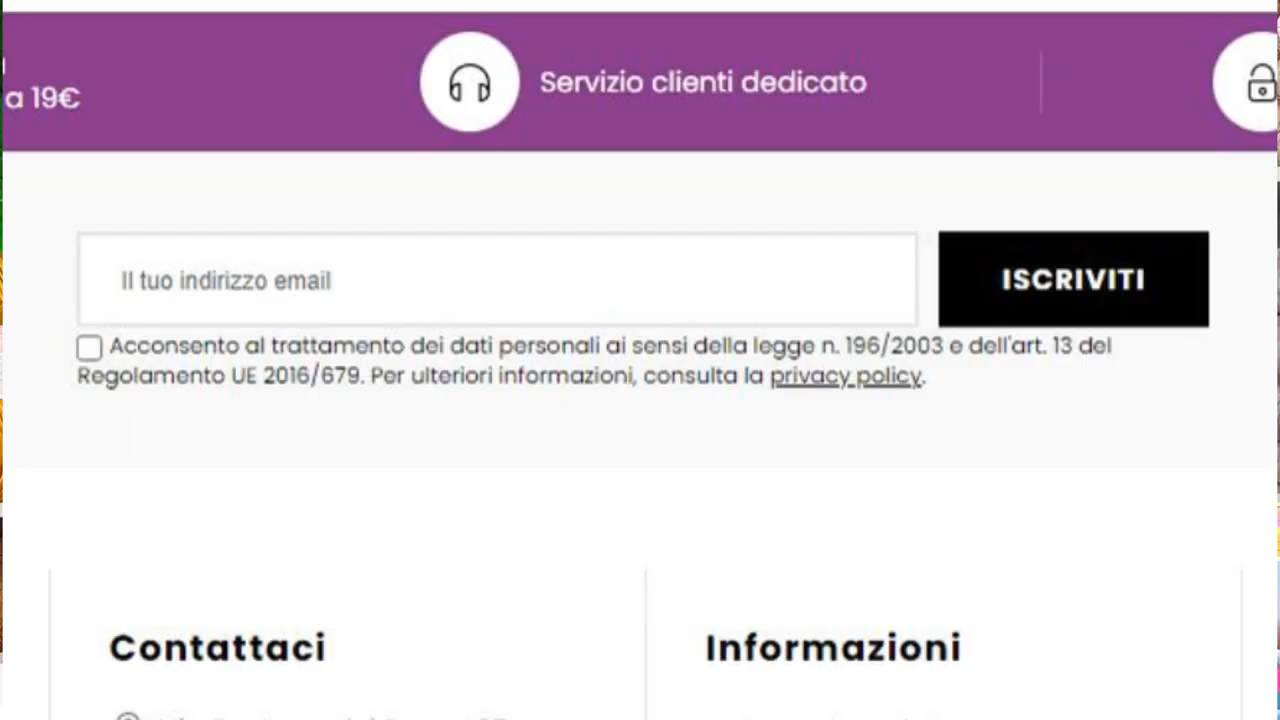 a 19€
Servizio clienti dedicato
Il tuo indirizzo email
ISCRIVITI
Acconsento al trattamento dei dati personali ai sensi della legge n. 196/2003 e dell'art. 13 del
Regolamento UE 2016/679. Per ulteriori informazioni, consulta la privacy policy.
Contattaci
Informazioni